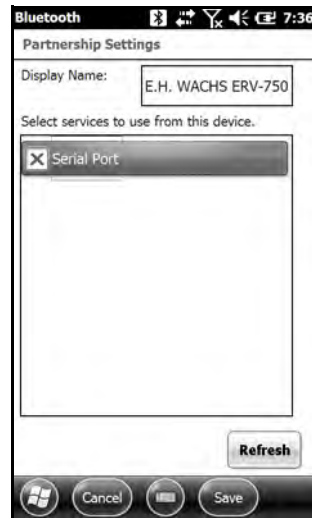 Bluetooth 7:36
Partnership Settings
Display Name:
E.H. WACHS ERV-750
Select services to use from this device.
Serial Port
Refresh
Cancel
Save